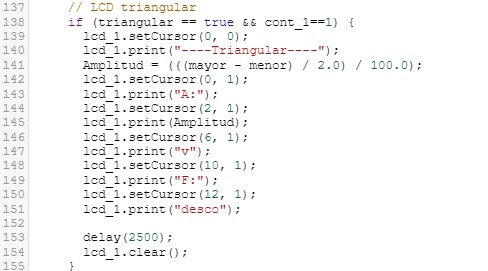 137 // LCD triangular
138 if (triangular == true && cont_1==1) {
139 lcd_1.setCursor(0, 0);
140 lcd_1.print("----Triangular----");
141 Amplitud = (((mayor - menor) / 2.0) / 100.0);
142 lcd_1.setCursor(0, 1);
143 lcd_1.print("A:");
144 lcd_1.setCursor(2, 1);
145 lcd_1.print(Amplitud);
146 lcd_1.setCursor(6, 1);
147 lcd_1.print("v");
148 lcd_1.setCursor(10, 1);
149 lcd_1.print("F:");
150 lcd_1.setCursor(12, 1);
151 lcd_1.print("desco");
152
153 delay(2500);
154 lcd_1.clear();
155 }